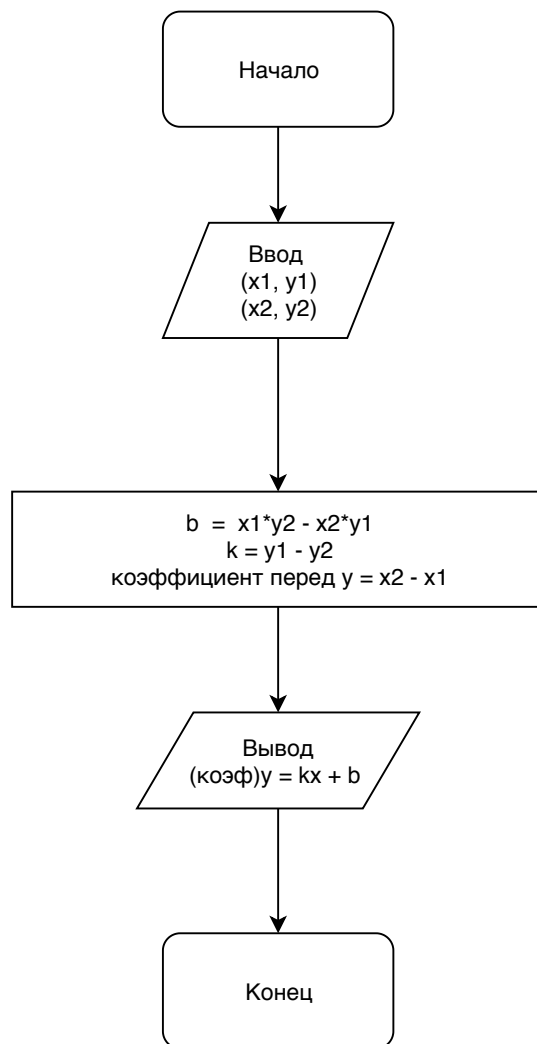 Начало
Ввод
(x1, y1)
(x2, y2)
b = x1*y2 - x2*y1
k = y1 - y2
коэффициент перед y = x2 - x1
Вывод
(коэф)y = kx + b
Конец